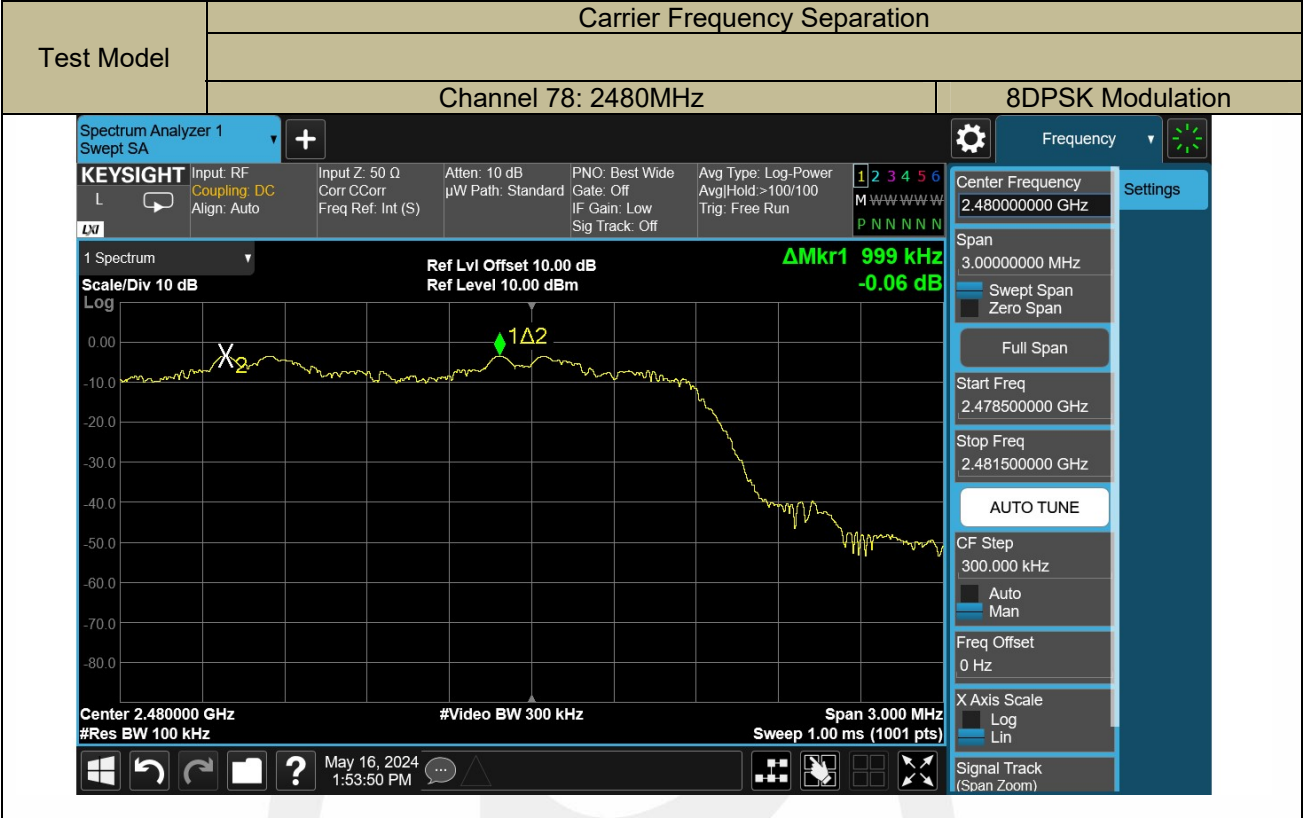 Carrier Frequency Separation
Test Model
Channel 78: 2480MHz 8DPSK Modulation
Spectrum Analyzer 1
Swept SA
+
Frequency
KEYSIGHT Input: RF Input Z: 50 Ω Atten: 10 dB PNO: Best Wide Avg Type: Log-Power 1 2 3 4 5 6
L Coupling: DC Corr CCorr µW Path: Standard Gate: Off Avg|Hold:>100/100 M W W W W W
Align: Auto Freq Ref: Int (S) IF Gain: Low Trig: Free Run
LXI Sig Track: Off P N N N N N
1 Spectrum
Scale/Div 10 dB
Ref Lvl Offset 10.00 dB
Ref Level 10.00 dBm
ΔMkr1 999 kHz
-0.06 dB
Log
0.00
-10.0
-20.0
-30.0
-40.0
-50.0
-60.0
-70.0
-80.0
X2
1Δ2
Center 2.480000 GHz #Video BW 300 kHz Span 3.000 MHz
#Res BW 100 kHz Sweep 1.00 ms (1001 pts)
Center Frequency
2.480000000 GHz
Settings
Span
3.00000000 MHz
Swept Span
Zero Span
Full Span
Start Freq
2.478500000 GHz
Stop Freq
2.481500000 GHz
AUTO TUNE
CF Step
300.000 kHz
Auto
Man
Freq Offset
0 Hz
X Axis Scale
Log
Lin
Signal Track
(Span Zoom)
?
May 16, 2024
1:53:50 PM